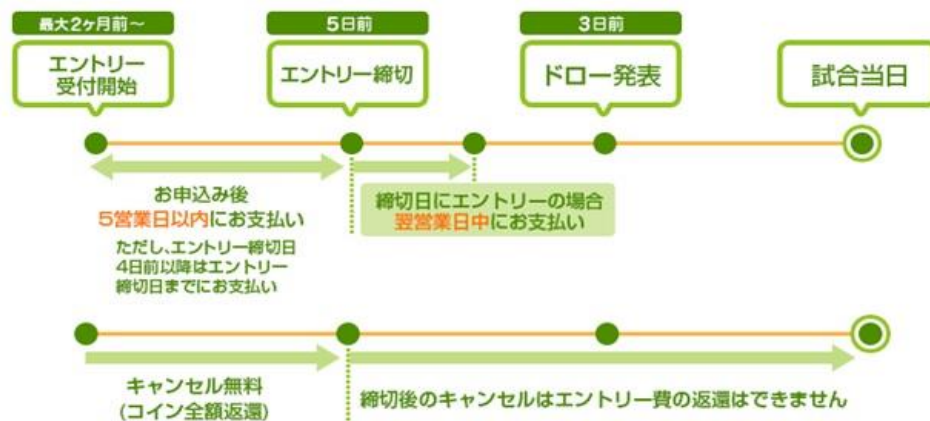 最大2ヶ月前～
5日前
3日前
エントリー
受付開始
エントリー締切
ドロー発表
試合当日
お申込み後
5営業日以内にお支払い
ただし、エントリー締切日
4日前以降はエントリー
締切日までにお支払い
締切日にエントリーの場合
翌営業日中にお支払い
キャンセル無料
(コイン全額返還)
締切後のキャンセルはエントリー費の返還はできません